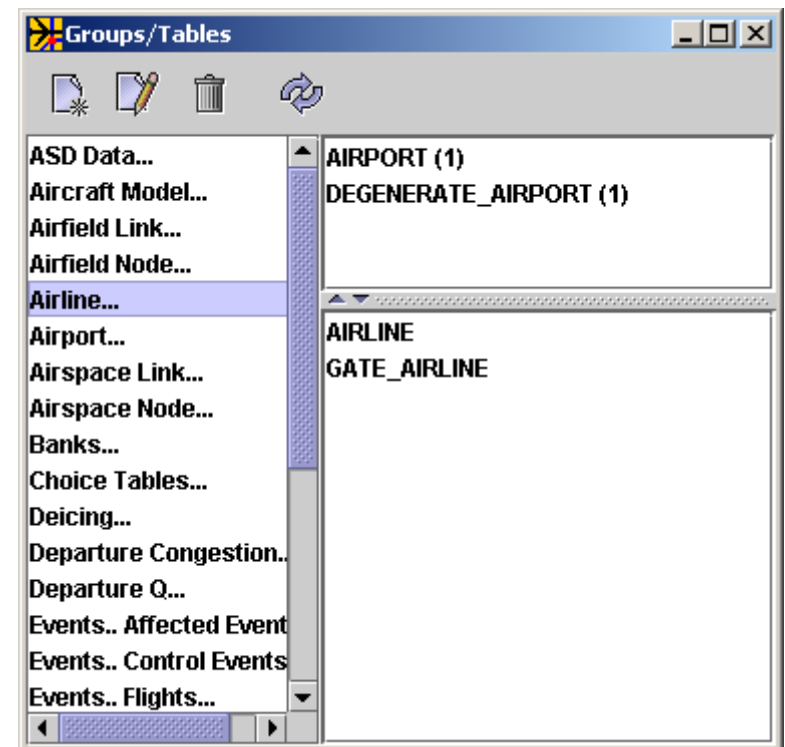 Groups/Tables
ASD Data...
Aircraft Model...
Airfield Link...
Airfield Node...
Airline...
Airport...
Airspace Link...
Airspace Node...
Banks...
Choice Tables...
Deicing...
Departure Congestion..
Departure Q...
Events.. Affected Event
Events.. Control Events
Events.. Flights...
AIRPORT (1)
DEGENERATE_AIRPORT (1)
AIRLINE
GATE_AIRLINE